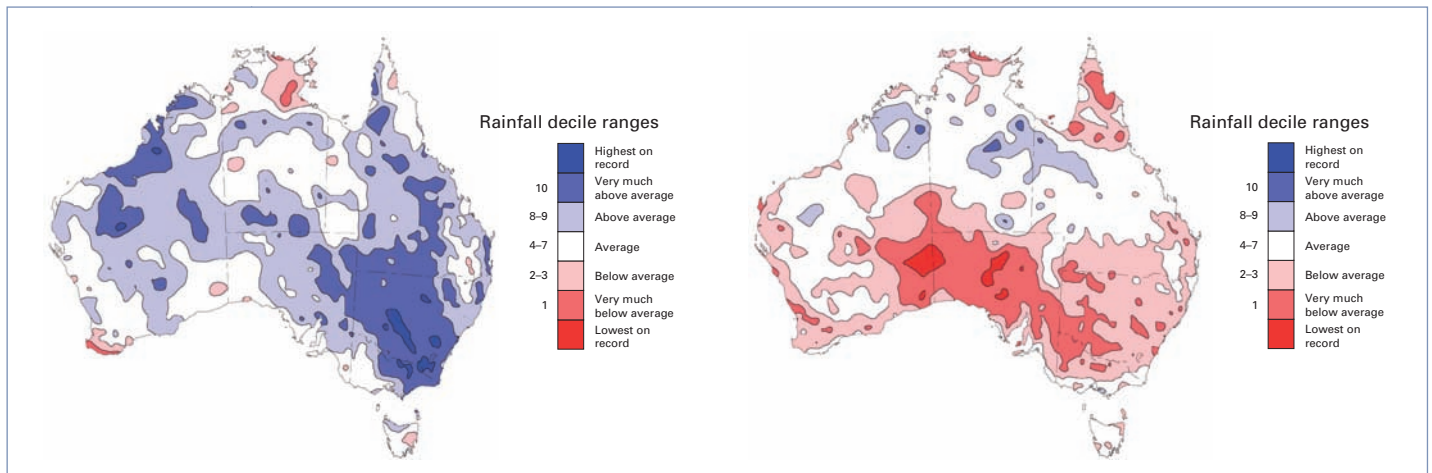 Rainfall decile ranges
Highest on
record
10 Very much
above average
8–9 Above average
4–7 Average
2–3 Below average
1 Very much
below average
Lowest on
record
Rainfall decile ranges
Highest on
record
10 Very much
above average
8–9 Above average
4–7 Average
2–3 Below average
1 Very much
below average
Lowest on
record